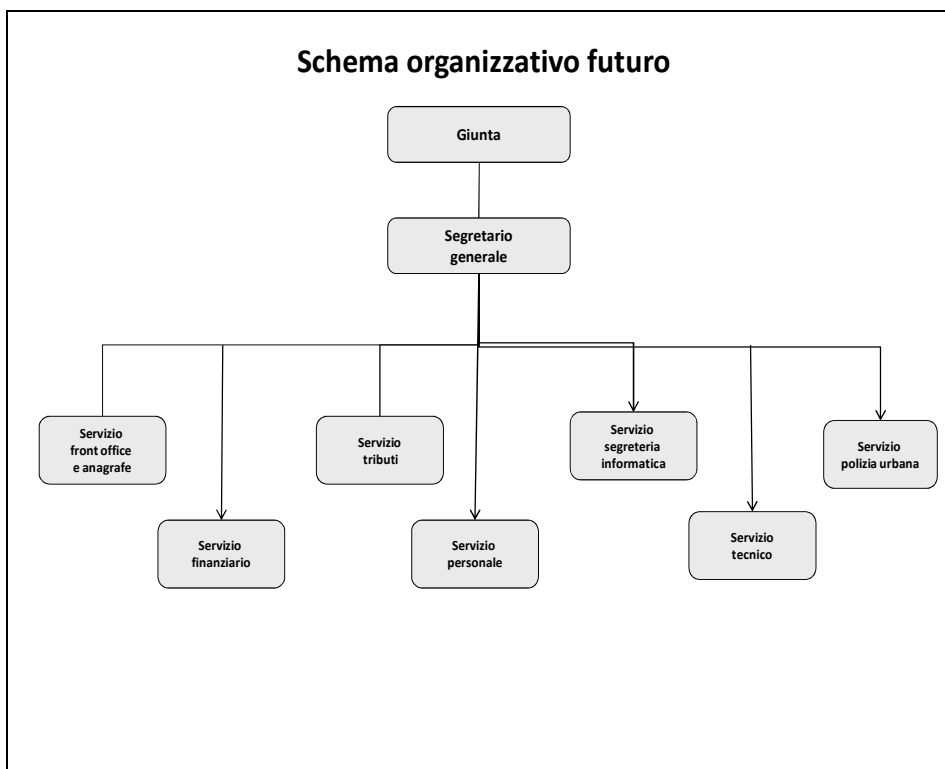 Schema organizzativo futuro
Giunta
Segretario
generale
Servizio
front office
e anagrafe
Servizio
tributi
Servizio
segreteria
informatica
Servizio
polizia urbana
Servizio
finanziario
Servizio
personale
Servizio
tecnico